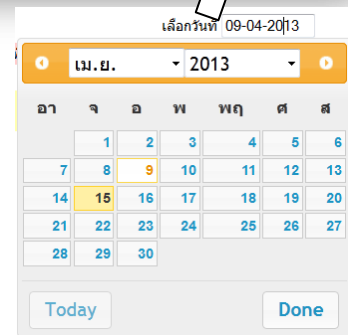 เลือกวันที่ 09-04-2013
เม.ย. 2013
อา จ อ พ พฤ ศ ส
1 2 3 4 5 6
7 8 9 10 11 12 13
14 15 16 17 18 19 20
21 22 23 24 25 26 27
28 29 30
Today Done